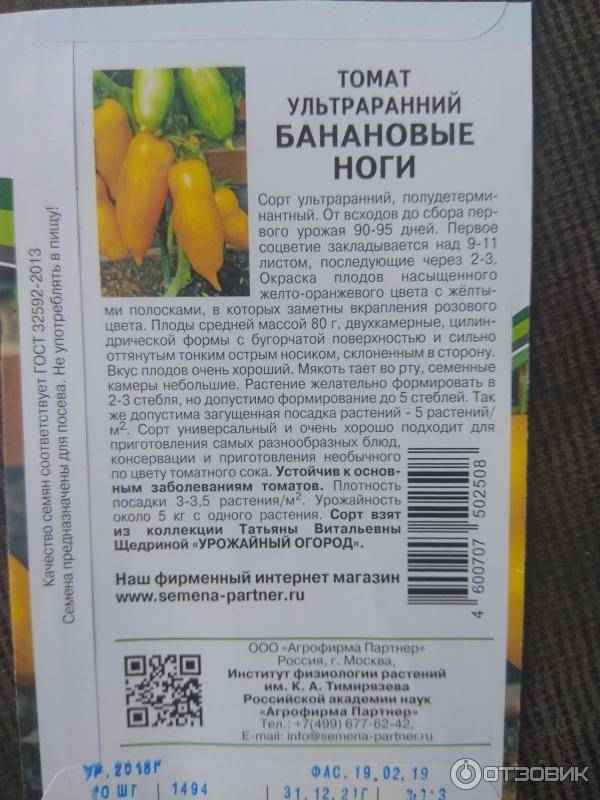 ТОМАТ
УЛЬТРАРАННИЙ
БАНАНОВЫЕ
НОГИ
Сорт ультраранний, полудетерми-
нантный. От всходов до сбора пер-
вого урожая 90-95 дней. Первое
соцветие закладывается над 9-11
листом, последующие через 2-3.
Окраска плодов насыщенного
желто-оранжевого цвета с жёлты-
ми полосками, в которых заметны вкрапления розового
цвета. Плоды средней массой 80 г, двухкамерные, цилин-
дрической формы с бугорчатой поверхностью и сильно
оттянутым тонким острым носиком, склоненным в сторону.
Вкус плодов очень хороший. Мякоть тает во рту, семенные
камеры небольшие. Растение желательно формировать в
2-3 стебля, но допустимо формирование до 5 стеблей. Так
же допустима загущенная посадка растений - 5 растений/
м². Сорт универсальный и очень хорошо подходит для
приготовления самых разнообразных блюд,
консервации и приготовления необычного
по цвету томатного сока. Устойчив к основ-
ным заболеваниям томатов. Плотность
посадки 3-3,5 растения/м². Урожайность
около 5 кг с одного растения. Сорт взят
из коллекции Татьяны Витальевны
Щедриной «УРОЖАЙНЫЙ ОГОРОД».
Наш фирменный интернет магазин
www.semena-partner.ru
4 600707 502508
Качество семян соответствует ГОСТ 32592-2013
Семена предназначены для посева. Не употреблять в пищу!
ООО «Агрофирма Партнер»
Россия, г. Москва,
Институт физиологии растений
им. К. А. Тимирязева
Российской академии наук
«Агрофирма Партнер»
Тел.: +7(499) 677-62-42,
E-mail: info@semena-partner.ru
УР.2018Г ФАС.19.02.19
ШТ 1494 31.12.21Г
ОТЗОВИК